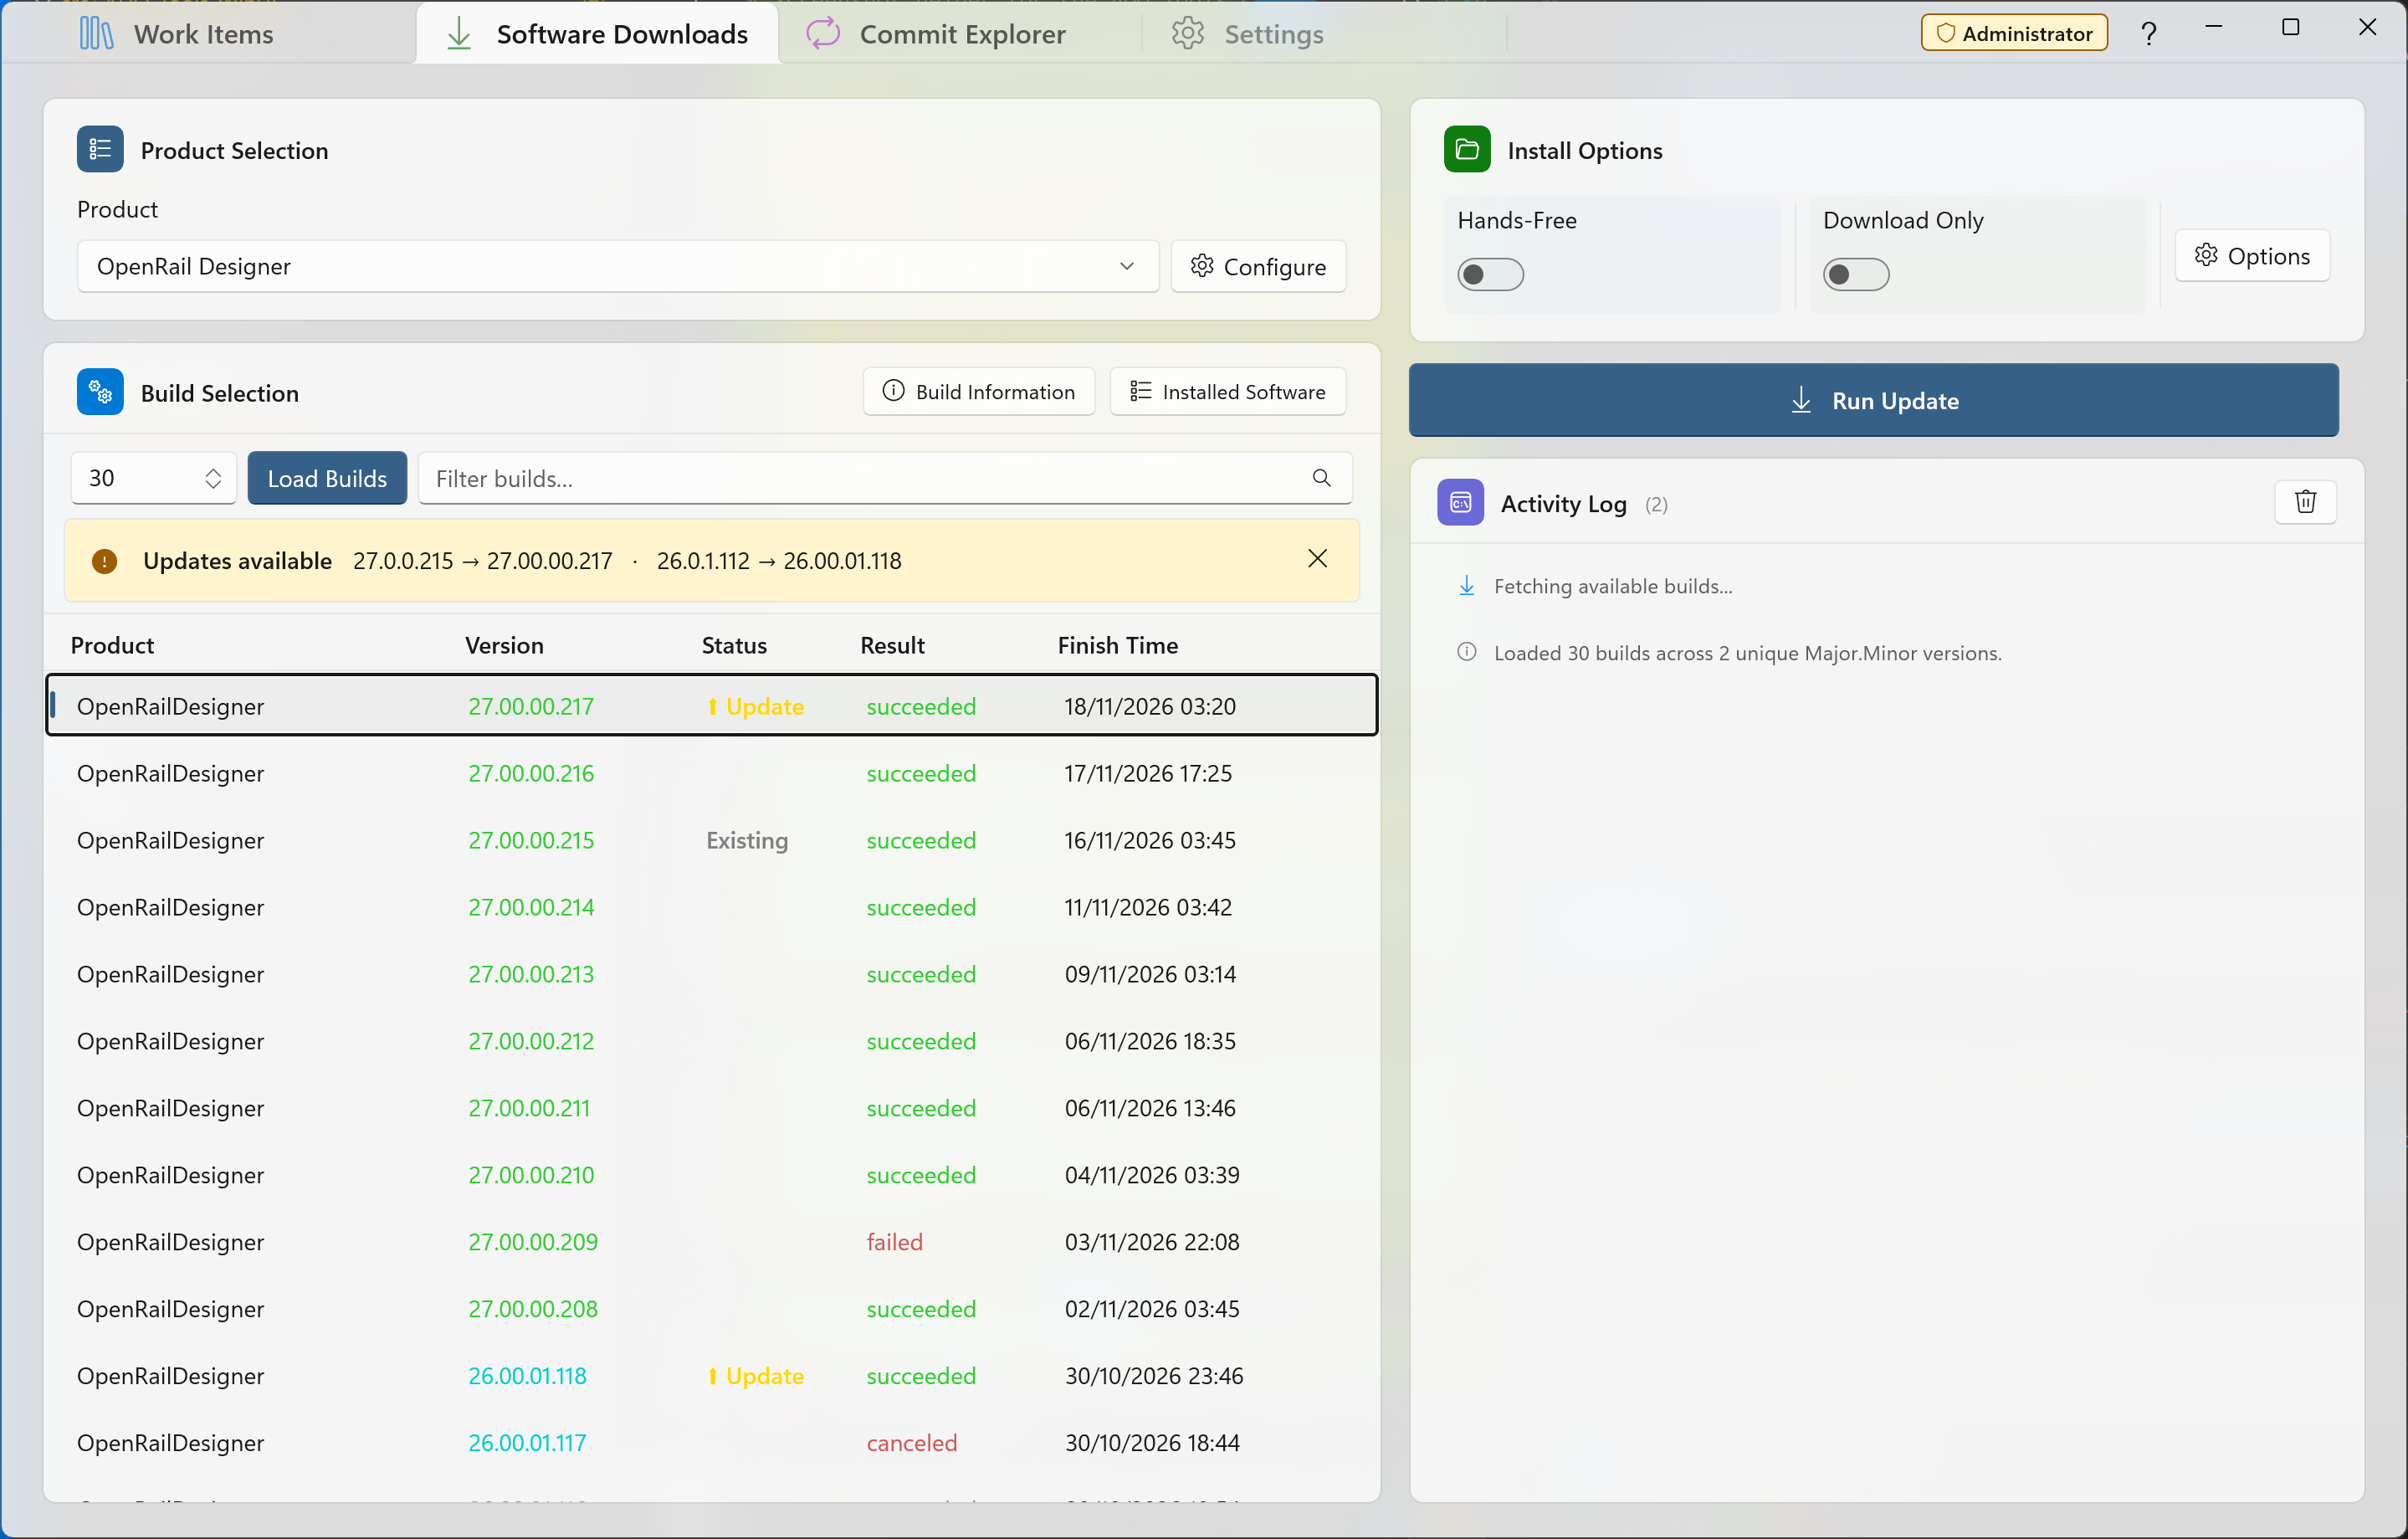 Work Items
Software Downloads
Commit Explorer
Settings
Administrator
?
Product Selection
Product
OpenRail Designer
Configure
Install Options
Hands-Free
Download Only
Options
Run Update
Build Selection
Build Information
Installed Software
30
Load Builds
Filter builds...
Updates available 27.0.0.215 → 27.00.00.217 · 26.0.1.112 → 26.00.01.118
Product Version Status Result Finish Time
OpenRailDesigner 27.00.00.217 Update succeeded 18/11/2026 03:20
OpenRailDesigner 27.00.00.216 succeeded 17/11/2026 17:25
OpenRailDesigner 27.00.00.215 Existing succeeded 16/11/2026 03:45
OpenRailDesigner 27.00.00.214 succeeded 11/11/2026 03:42
OpenRailDesigner 27.00.00.213 succeeded 09/11/2026 03:14
OpenRailDesigner 27.00.00.212 succeeded 06/11/2026 18:35
OpenRailDesigner 27.00.00.211 succeeded 06/11/2026 13:46
OpenRailDesigner 27.00.00.210 succeeded 04/11/2026 03:39
OpenRailDesigner 27.00.00.209 failed 03/11/2026 22:08
OpenRailDesigner 27.00.00.208 succeeded 02/11/2026 03:45
OpenRailDesigner 26.00.01.118 Update succeeded 30/10/2026 23:46
OpenRailDesigner 26.00.01.117 canceled 30/10/2026 18:44
Activity Log (2)
Fetching available builds...
Loaded 30 builds across 2 unique Major.Minor versions.